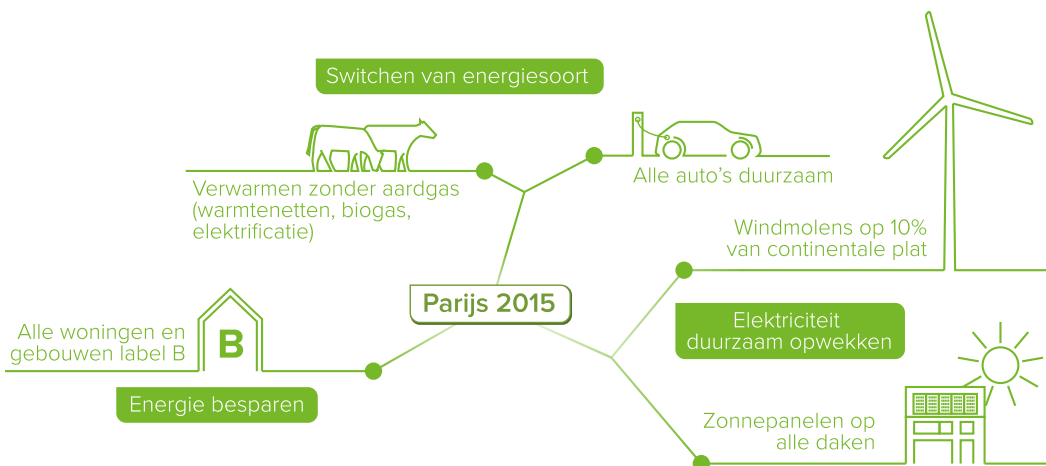 Switchen van energiesoort
Verwarmen zonder aardgas
(warmtenetten, biogas,
elektrificatie)
Alle auto's duurzaam
Windmolens op 10%
van continentale plat
Parijs 2015
Alle woningen en
gebouwen label B
B
Energie besparen
Elektriciteit
duurzaam opwekken
Zonnepanelen op
alle daken